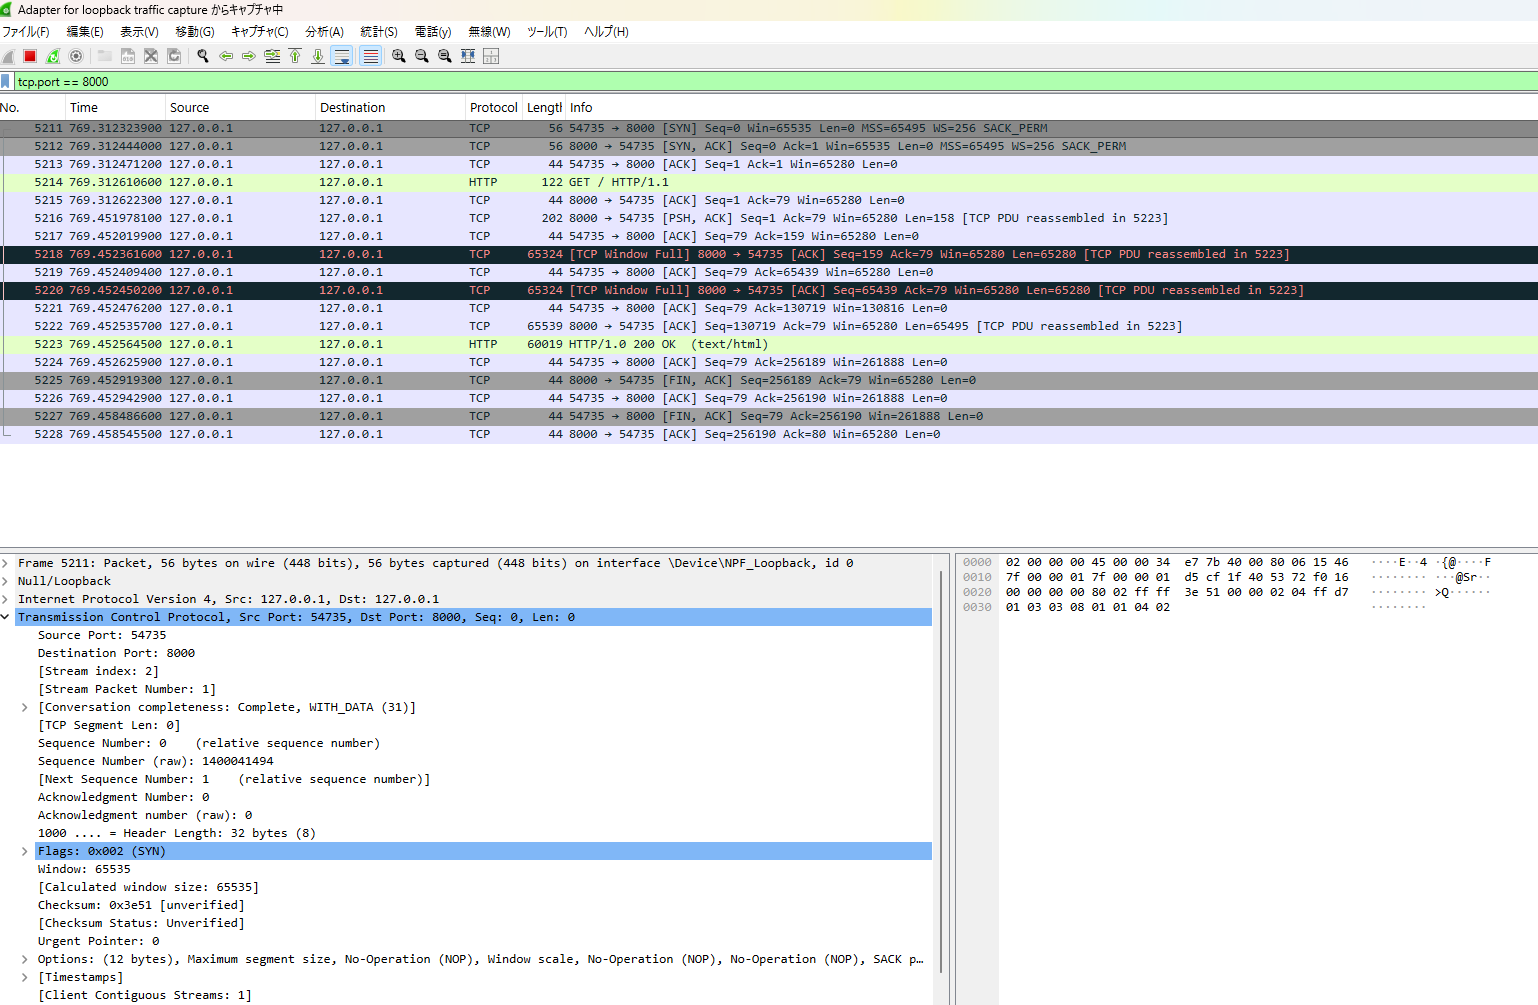 Adapter for loopback traffic capture からキャプチャ中
ファイル(F) 編集(E) 表示(V) 移動(G) キャプチャ(C) 分析(A) 統計(S) 電話(y) 無線(W) ツール(T) ヘルプ(H)
tcp.port == 8000
No. Time Source Destination Protocol Length Info
5211 769.312323900 127.0.0.1 127.0.0.1 TCP 56 54735 → 8000 [SYN] Seq=0 Win=65535 Len=0 MSS=65495 WS=256 SACK_PERM
5212 769.312444000 127.0.0.1 127.0.0.1 TCP 56 8000 → 54735 [SYN, ACK] Seq=0 Ack=1 Win=65535 Len=0 MSS=65495 WS=256 SACK_PERM
5213 769.312471200 127.0.0.1 127.0.0.1 TCP 44 54735 → 8000 [ACK] Seq=1 Ack=1 Win=65280 Len=0
5214 769.312610600 127.0.0.1 127.0.0.1 HTTP 122 GET / HTTP/1.1
5215 769.312622300 127.0.0.1 127.0.0.1 TCP 44 8000 → 54735 [ACK] Seq=1 Ack=79 Win=65280 Len=0
5216 769.451978100 127.0.0.1 127.0.0.1 TCP 202 8000 → 54735 [PSH, ACK] Seq=1 Ack=79 Win=65280 Len=158 [TCP PDU reassembled in 5223]
5217 769.452019900 127.0.0.1 127.0.0.1 TCP 44 54735 → 8000 [ACK] Seq=79 Ack=159 Win=65280 Len=0
5218 769.452361600 127.0.0.1 127.0.0.1 TCP 65324 [TCP Window Full] 8000 → 54735 [ACK] Seq=159 Ack=79 Win=65280 Len=65280 [TCP PDU reassembled in 5223]
5219 769.452409400 127.0.0.1 127.0.0.1 TCP 44 54735 → 8000 [ACK] Seq=79 Ack=65439 Win=65280 Len=0
5220 769.452450200 127.0.0.1 127.0.0.1 TCP 65324 [TCP Window Full] 8000 → 54735 [ACK] Seq=65439 Ack=79 Win=65280 Len=65280 [TCP PDU reassembled in 5223]
5221 769.452476200 127.0.0.1 127.0.0.1 TCP 44 54735 → 8000 [ACK] Seq=79 Ack=130719 Win=130816 Len=0
5222 769.452535700 127.0.0.1 127.0.0.1 TCP 65539 8000 → 54735 [ACK] Seq=130719 Ack=79 Win=65280 Len=65495 [TCP PDU reassembled in 5223]
5223 769.452564500 127.0.0.1 127.0.0.1 HTTP 60019 HTTP/1.0 200 OK (text/html)
5224 769.452625900 127.0.0.1 127.0.0.1 TCP 44 54735 → 8000 [ACK] Seq=79 Ack=256189 Win=261888 Len=0
5225 769.452919300 127.0.0.1 127.0.0.1 TCP 44 8000 → 54735 [FIN, ACK] Seq=256189 Ack=79 Win=65280 Len=0
5226 769.452942900 127.0.0.1 127.0.0.1 TCP 44 54735 → 8000 [ACK] Seq=79 Ack=256190 Win=261888 Len=0
5227 769.458486600 127.0.0.1 127.0.0.1 TCP 44 54735 → 8000 [FIN, ACK] Seq=79 Ack=256190 Win=261888 Len=0
5228 769.458545500 127.0.0.1 127.0.0.1 TCP 44 8000 → 54735 [ACK] Seq=256190 Ack=80 Win=65280 Len=0
Frame 5211: Packet, 56 bytes on wire (448 bits), 56 bytes captured (448 bits) on interface \Device\NPF_Loopback, id 0
Null/Loopback
Internet Protocol Version 4, Src: 127.0.0.1, Dst: 127.0.0.1
Transmission Control Protocol, Src Port: 54735, Dst Port: 8000, Seq: 0, Len: 0
Source Port: 54735
Destination Port: 8000
[Stream index: 2]
[Stream Packet Number: 1]
[Conversation completeness: Complete, WITH_DATA (31)]
[TCP Segment Len: 0]
Sequence Number: 0 (relative sequence number)
Sequence Number (raw): 1400041494
[Next Sequence Number: 1 (relative sequence number)]
Acknowledgment Number: 0
Acknowledgment number (raw): 0
1000 .... = Header Length: 32 bytes (8)
Flags: 0x002 (SYN)
Window: 65535
[Calculated window size: 65535]
Checksum: 0x3e51 [unverified]
[Checksum Status: Unverified]
Urgent Pointer: 0
Options: (12 bytes), Maximum segment size, No-Operation (NOP), Window scale, No-Operation (NOP), No-Operation (NOP), SACK p…
[Timestamps]
[Client Contiguous Streams: 1]
0000 02 00 00 00 45 00 00 34 e7 7b 40 00 80 06 15 46 ····E··4 ·{@····F
0010 7f 00 00 01 7f 00 00 01 d5 cf 1f 40 53 72 f0 16 ········ ···@Sr··
0020 00 00 00 00 80 02 ff ff 3e 51 00 00 02 04 ff d7 ········ >Q······
0030 01 03 03 08 01 01 04 02 ········